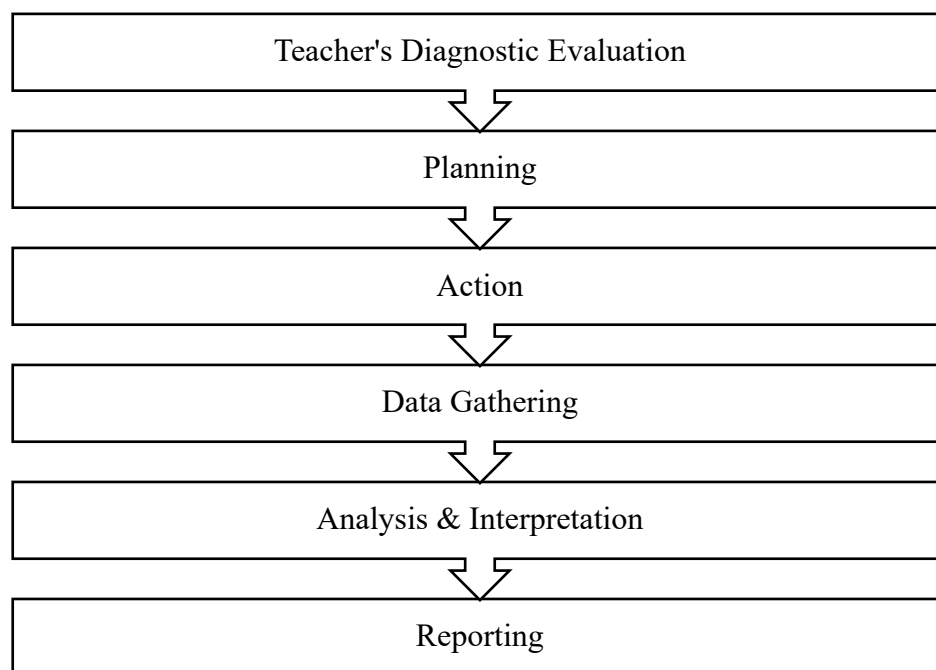 Teacher's Diagnostic Evaluation
Planning
Action
Data Gathering
Analysis & Interpretation
Reporting